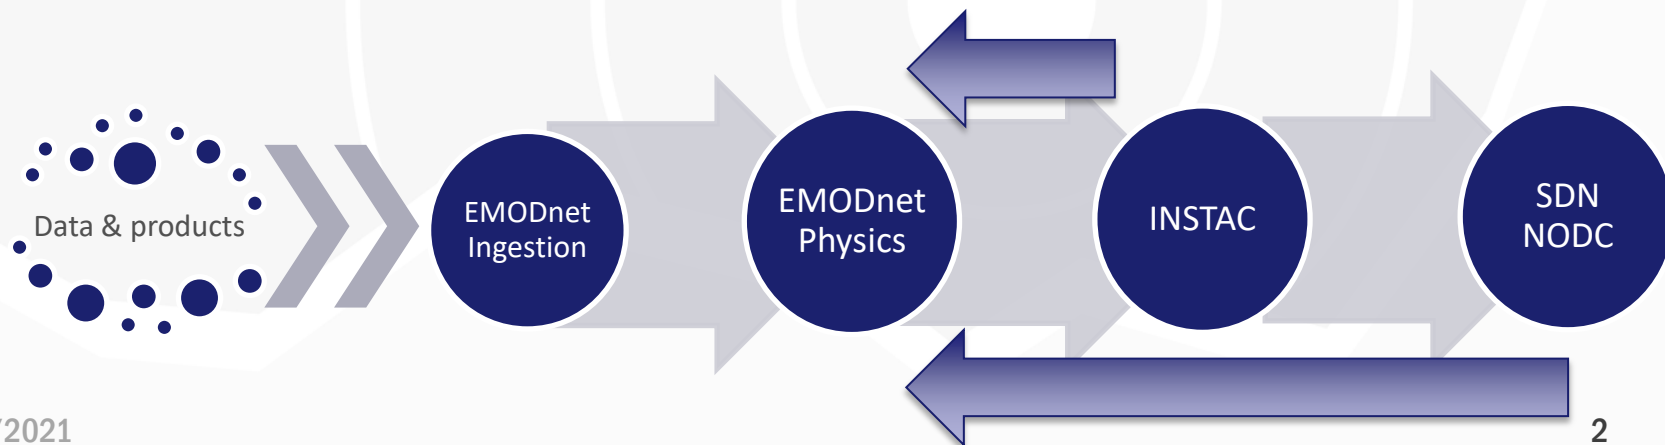 Data & products
EMODnet
Ingestion
EMODnet
Physics
INSTAC
SDN
NODC
/2021
2